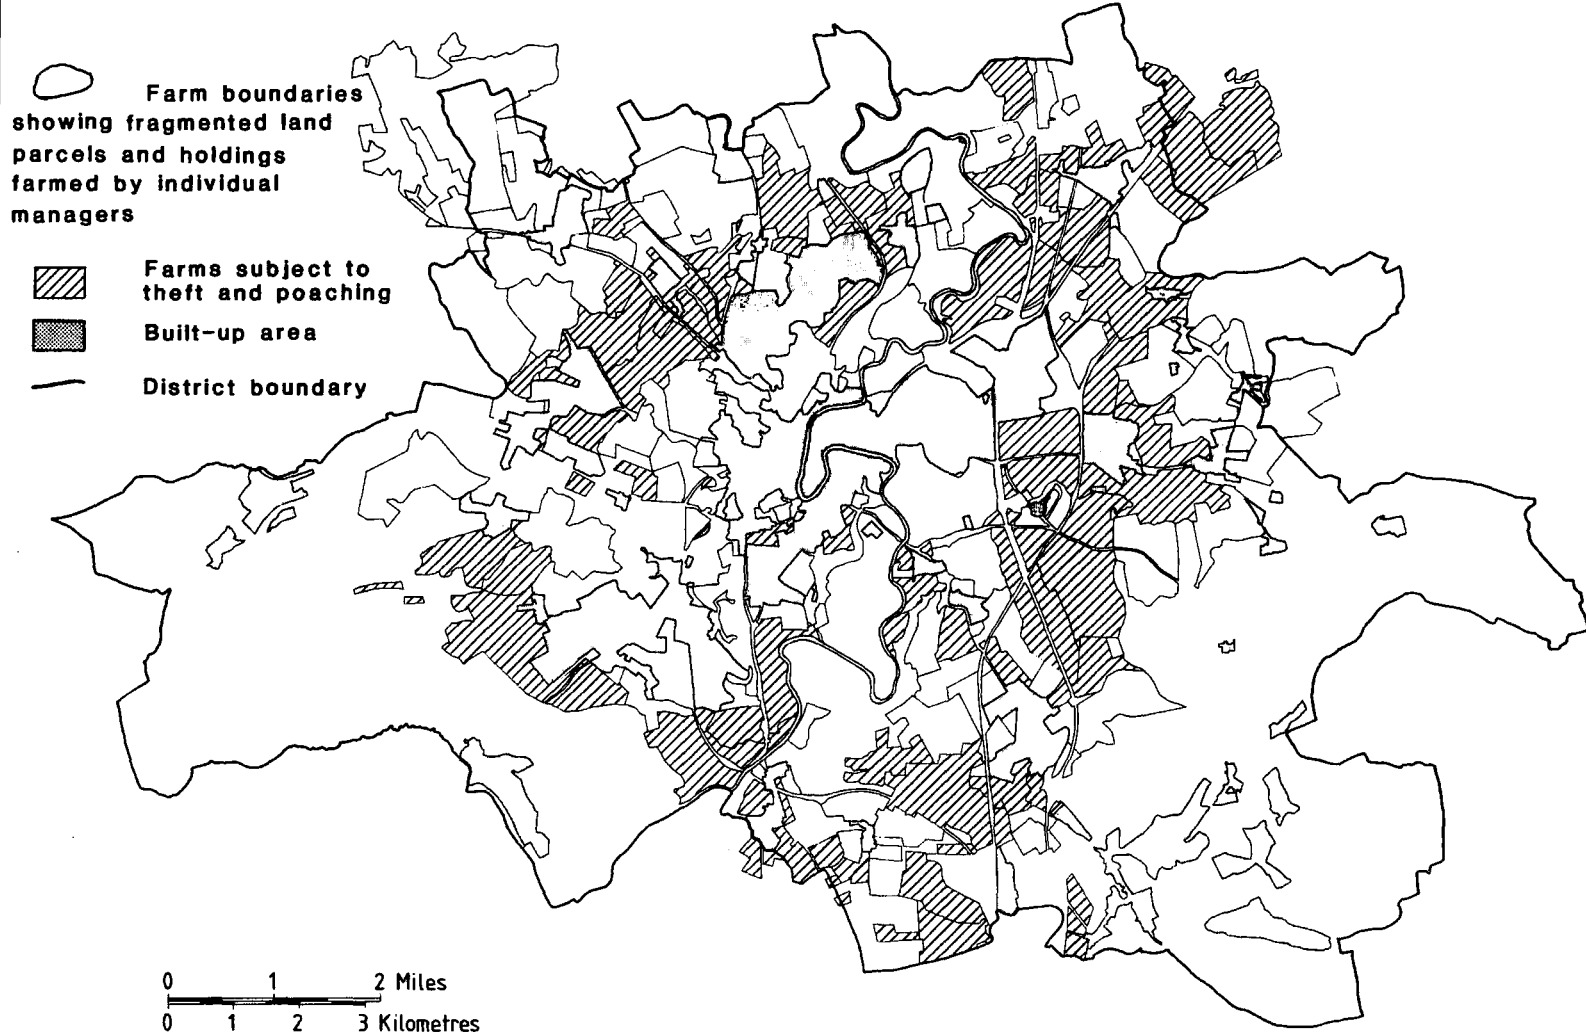 Farm boundaries
showing fragmented land
parcels and holdings
farmed by individual
managers
Farms subject to
theft and poaching
Built-up area
District boundary
0 1 2 Miles
0 1 2 3 Kilometres